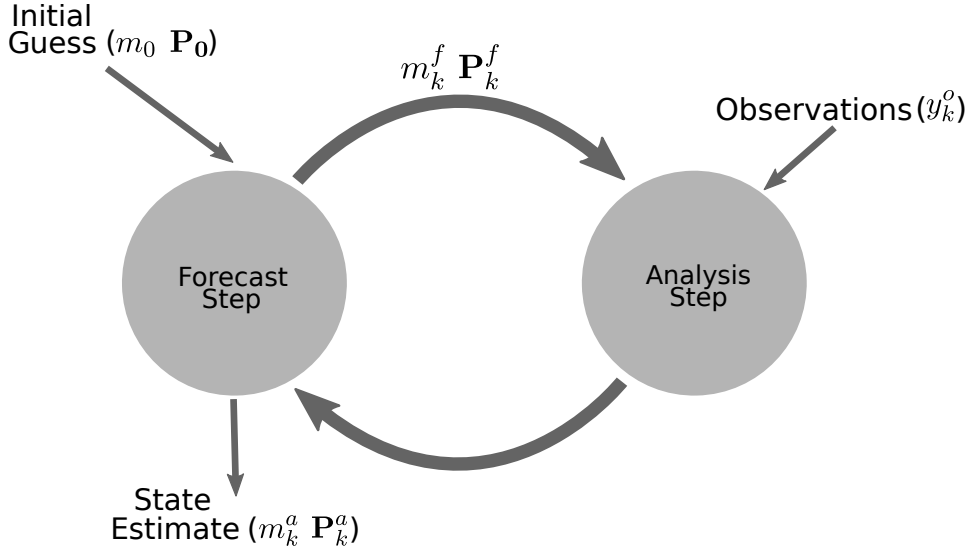 Initial
Guess (m₀ P₀)
mₖᶠ Pₖᶠ
Observations (yₖᵒ)
Forecast
Step
Analysis
Step
State
Estimate (mₖᵃ Pₖᵃ)